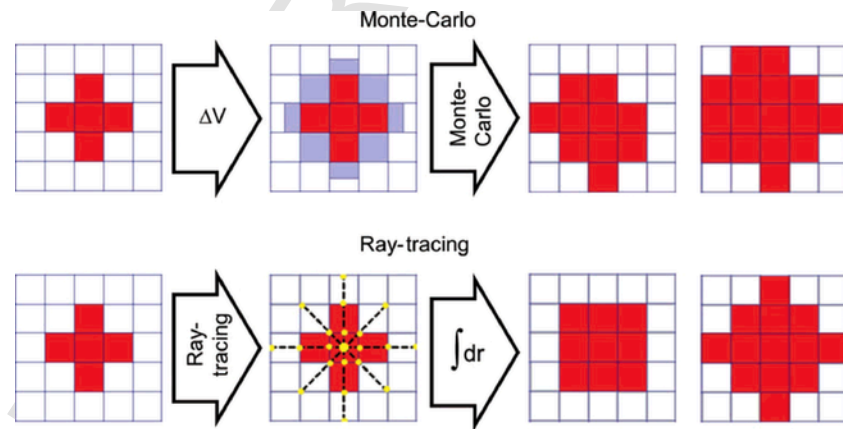 Monte-Carlo
ΔV
Monte-
Carlo
Ray-tracing
Ray-
tracing
∫dr